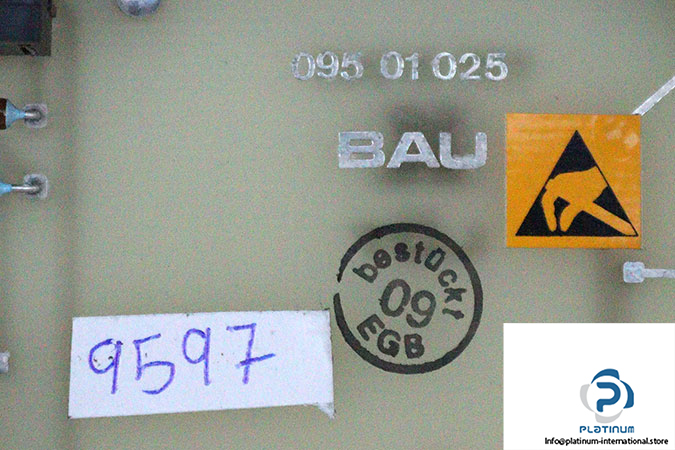 095 01 025
BAU
bestückt
09
EGB
9597
PLATINUM
Info@platinum-international.store